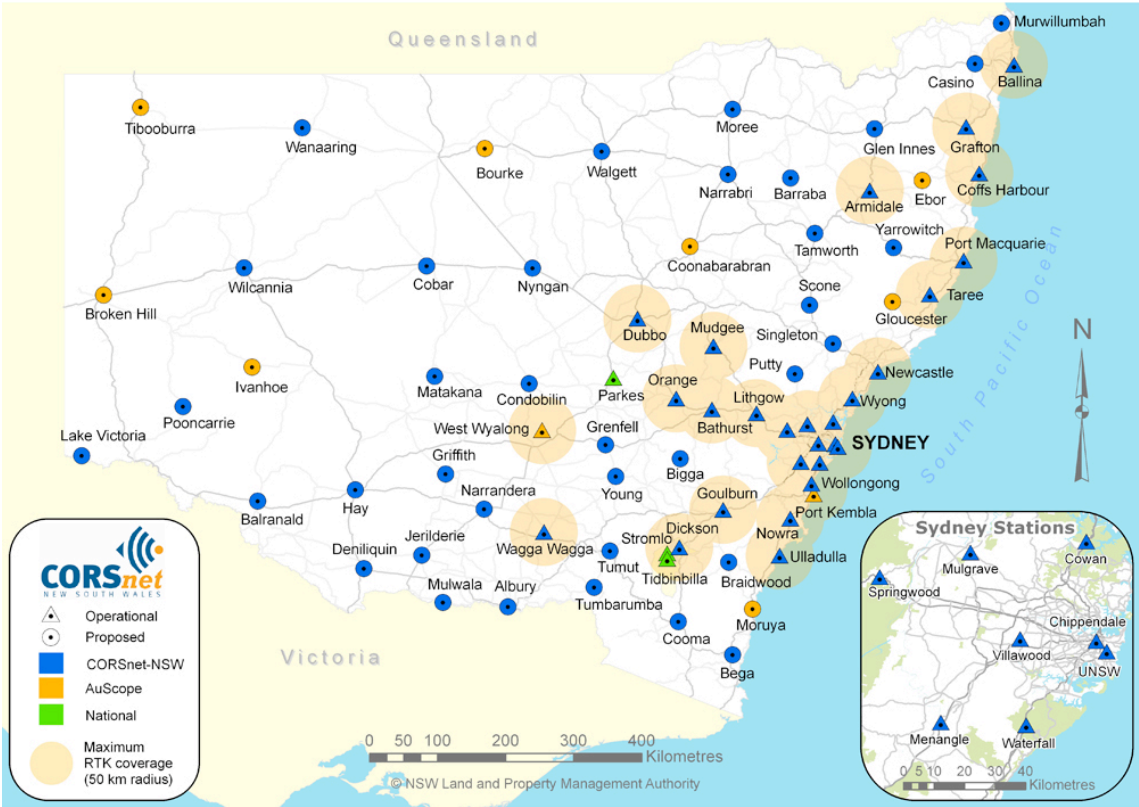 Queensland
Murwillumbah
Casino
Ballina
Tibooburra
Wanaaring
Bourke
Walgett
Moree
Glen Innes
Grafton
Narrabri
Barraba
Armidale
Ebor
Coffs Harbour
Yarrowitch
Port Macquarie
Tamworth
Coonabarabran
Wilcannia
Cobar
Nyngan
Broken Hill
Scone
Taree
Gloucester
South Pacific Ocean
N
Dubbo
Mudgee
Singleton
Putty
Newcastle
Ivanhoe
Matakana
Condobilin
Parkes
Orange
Lithgow
Wyong
Pooncarrie
Bathurst
West Wyalong
Grenfell
SYDNEY
Lake Victoria
Griffith
Bigga
Young
Wollongong
Balranald
Hay
Narrandera
Goulburn
Port Kembla
Dickson
Nowra
Stromlo
Jerilderie
Wagga Wagga
Deniliquin
Tumut
Tidbinbilla
Ulladulla
Braidwood
Mulwala
Albury
Tumbarumba
Moruya
Cooma
Bega
Victoria
CORSnet
NEW SOUTH WALES
Operational
Proposed
CORSnet-NSW
AuScope
National
Maximum
RTK coverage
(50 km radius)
0 50 100 200 300 400
Kilometres
© NSW Land and Property Management Authority
Sydney Stations
Mulgrave
Cowan
Springwood
Chippendale
Villawood
UNSW
Menangle
Waterfall
0 5 10 20 30 40
Kilometres